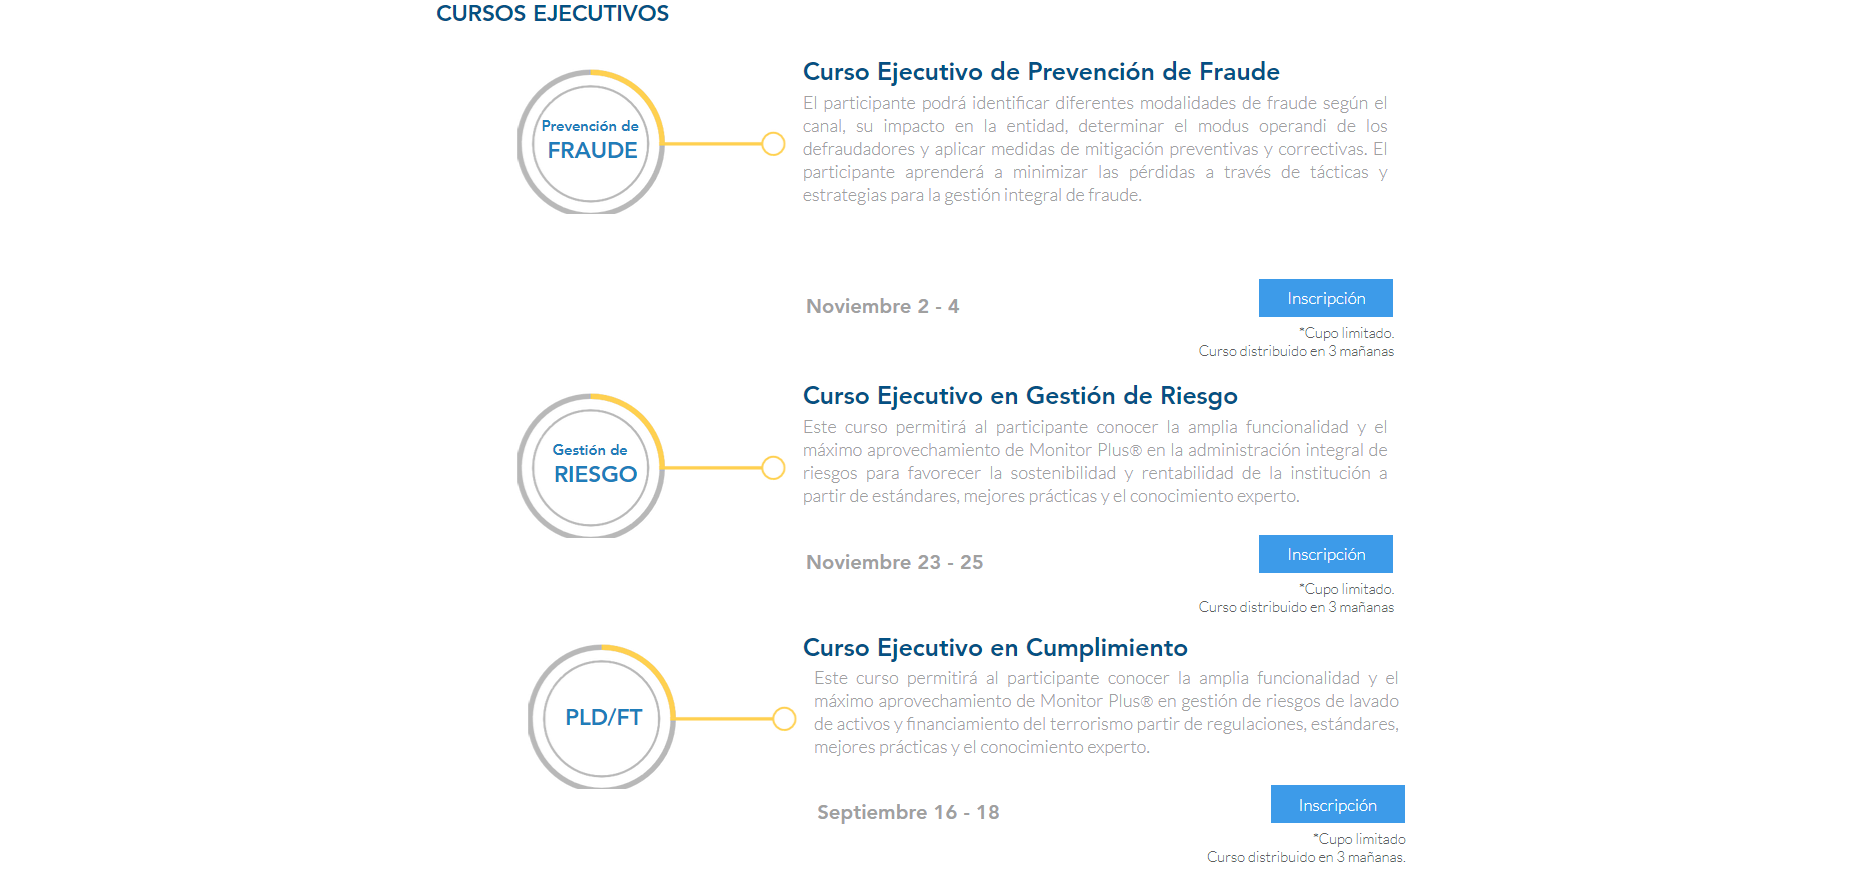 CURSOS EJECUTIVOS
Prevención de
FRAUDE
Curso Ejecutivo de Prevención de Fraude
El participante podrá identificar diferentes modalidades de fraude según el
canal, su impacto en la entidad, determinar el modus operandi de los
defraudadores y aplicar medidas de mitigación preventivas y correctivas. El
participante aprenderá a minimizar las pérdidas a través de tácticas y
estrategias para la gestión integral de fraude.
Noviembre 2 - 4
Inscripción
*Cupo limitado.
Curso distribuido en 3 mañanas
Gestión de
RIESGO
Curso Ejecutivo en Gestión de Riesgo
Este curso permitirá al participante conocer la amplia funcionalidad y el
máximo aprovechamiento de Monitor Plus® en la administración integral de
riesgos para favorecer la sostenibilidad y rentabilidad de la institución a
partir de estándares, mejores prácticas y el conocimiento experto.
Noviembre 23 - 25
Inscripción
*Cupo limitado.
Curso distribuido en 3 mañanas
PLD/FT
Curso Ejecutivo en Cumplimiento
Este curso permitirá al participante conocer la amplia funcionalidad y el
máximo aprovechamiento de Monitor Plus® en gestión de riesgos de lavado
de activos y financiamiento del terrorismo partir de regulaciones, estándares,
mejores prácticas y el conocimiento experto.
Septiembre 16 - 18
Inscripción
*Cupo limitado
Curso distribuido en 3 mañanas.